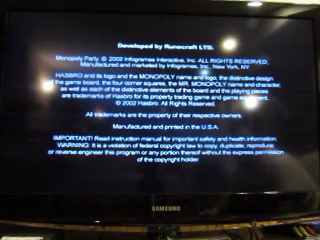 Developed by Runecraft LTD.
Monopoly Party © 2002 Infogrames Interactive, Inc. ALL RIGHTS RESERVED.
Manufactured and marketed by Infogrames, Inc., New York, NY.
HASBRO and its logo and the MONOPOLY name and logo, the distinctive design
of the game board, the four corner squares, the MR. MONOPOLY name and character,
as well as each of the distinctive elements of the board and the playing pieces
are trademarks of Hasbro for its property trading game and game equipment.
© 2002 Hasbro. All Rights Reserved.
All trademarks are the property of their respective owners.
Manufactured and printed in the U.S.A.
IMPORTANT! Read instruction manual for important safety and health information.
WARNING: It is a violation of federal copyright law to copy, duplicate, reproduce
or reverse engineer this program or any portion thereof without the express permission
of the copyright holder.
SAMSUNG